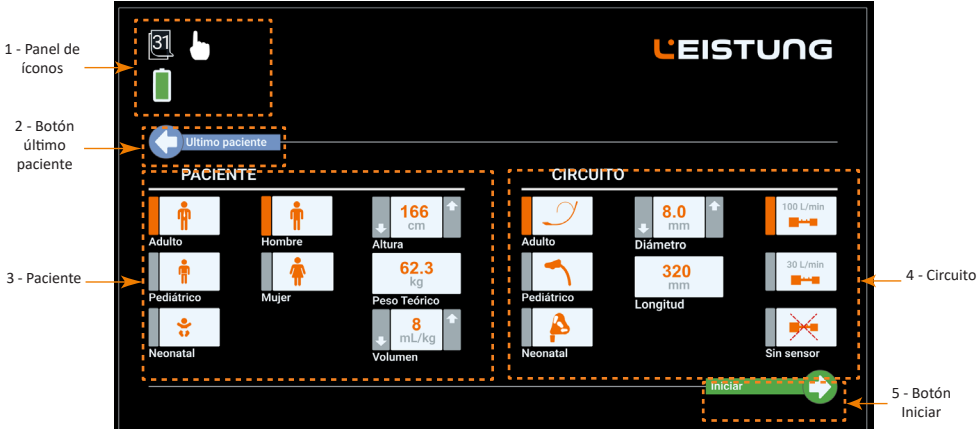 1 - Panel de
íconos
31
LEISTUNG
2 - Botón
último
paciente
Ultimo paciente
PACIENTE
Adulto
Hombre
166
cm
Altura
Pediátrico
Mujer
62.3
kg
Peso Teórico
Neonatal
8
mL/kg
Volumen
3 - Paciente
CIRCUITO
Adulto
8.0
mm
Diámetro
100 L/min
Pediátrico
320
mm
Longitud
30 L/min
Neonatal
Sin sensor
4 - Circuito
Iniciar
5 - Botón
Iniciar